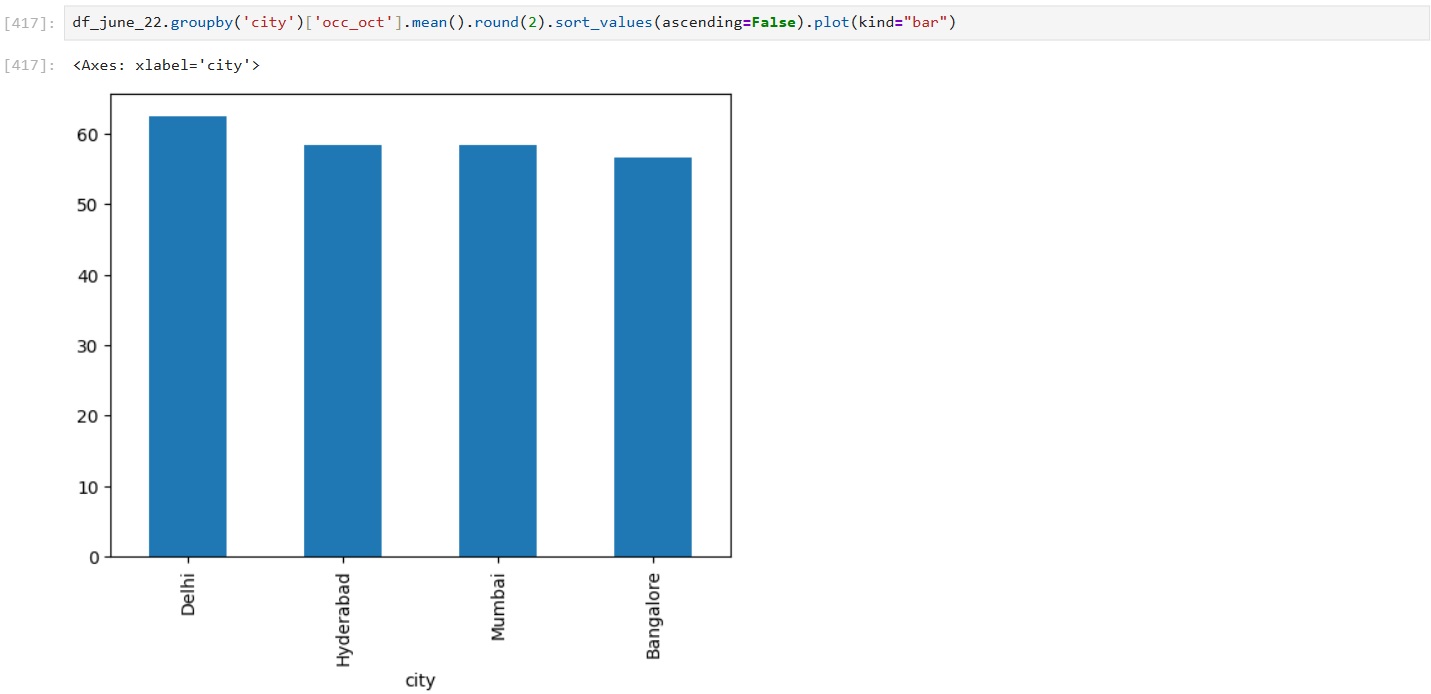 [417]: df_june_22.groupby('city')['occ_oct'].mean().round(2).sort_values(ascending=False).plot(kind="bar")
[417]: <Axes: xlabel='city'>
60
50
40
30
20
10
0
Delhi
Hyderabad
Mumbai
Bangalore
city